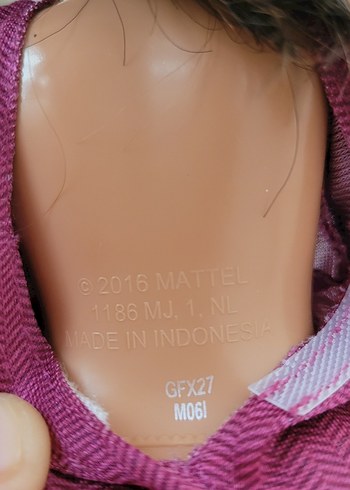 © 2016 MATTEL
1186 MJ, 1, NL
MADE IN INDONESIA
GFX27
M06I